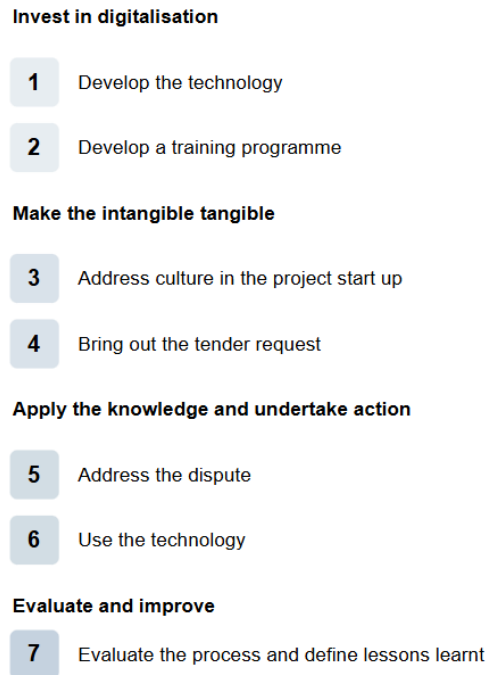 Invest in digitalisation
1 Develop the technology
2 Develop a training programme
Make the intangible tangible
3 Address culture in the project start up
4 Bring out the tender request
Apply the knowledge and undertake action
5 Address the dispute
6 Use the technology
Evaluate and improve
7 Evaluate the process and define lessons learnt